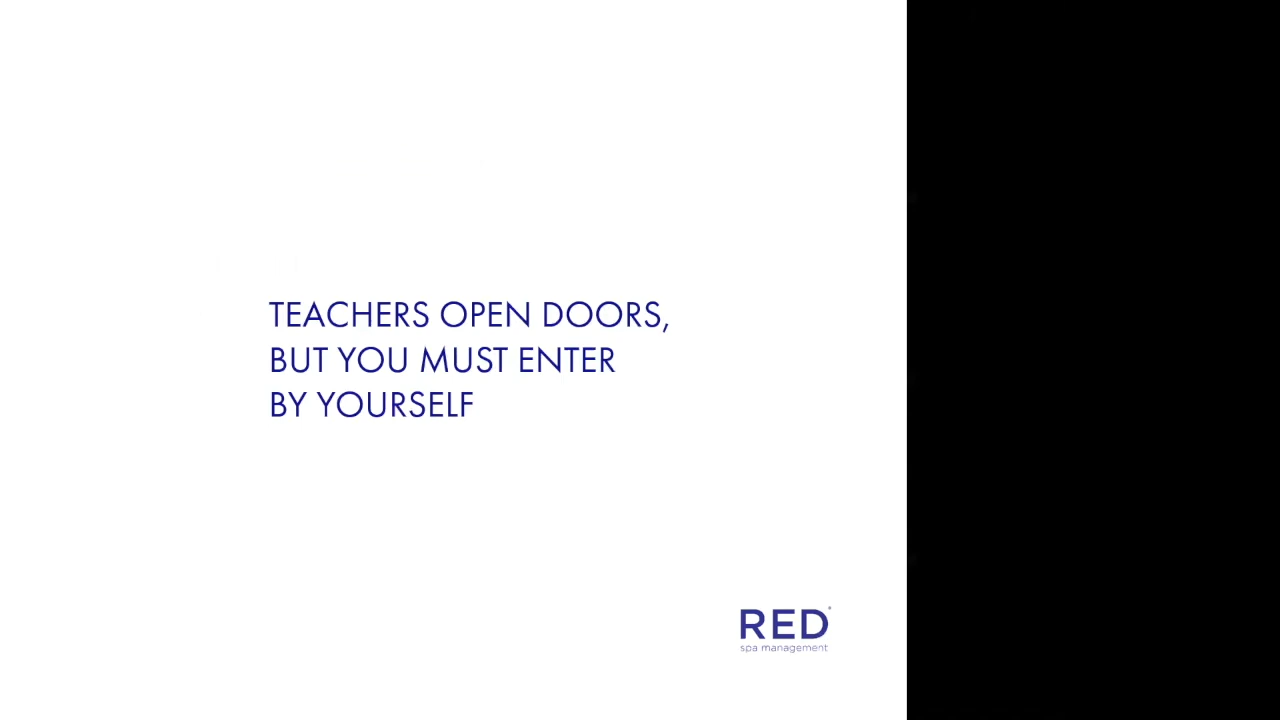 TEACHERS OPEN DOORS,
BUT YOU MUST ENTER
BY YOURSELF
RED
spa management